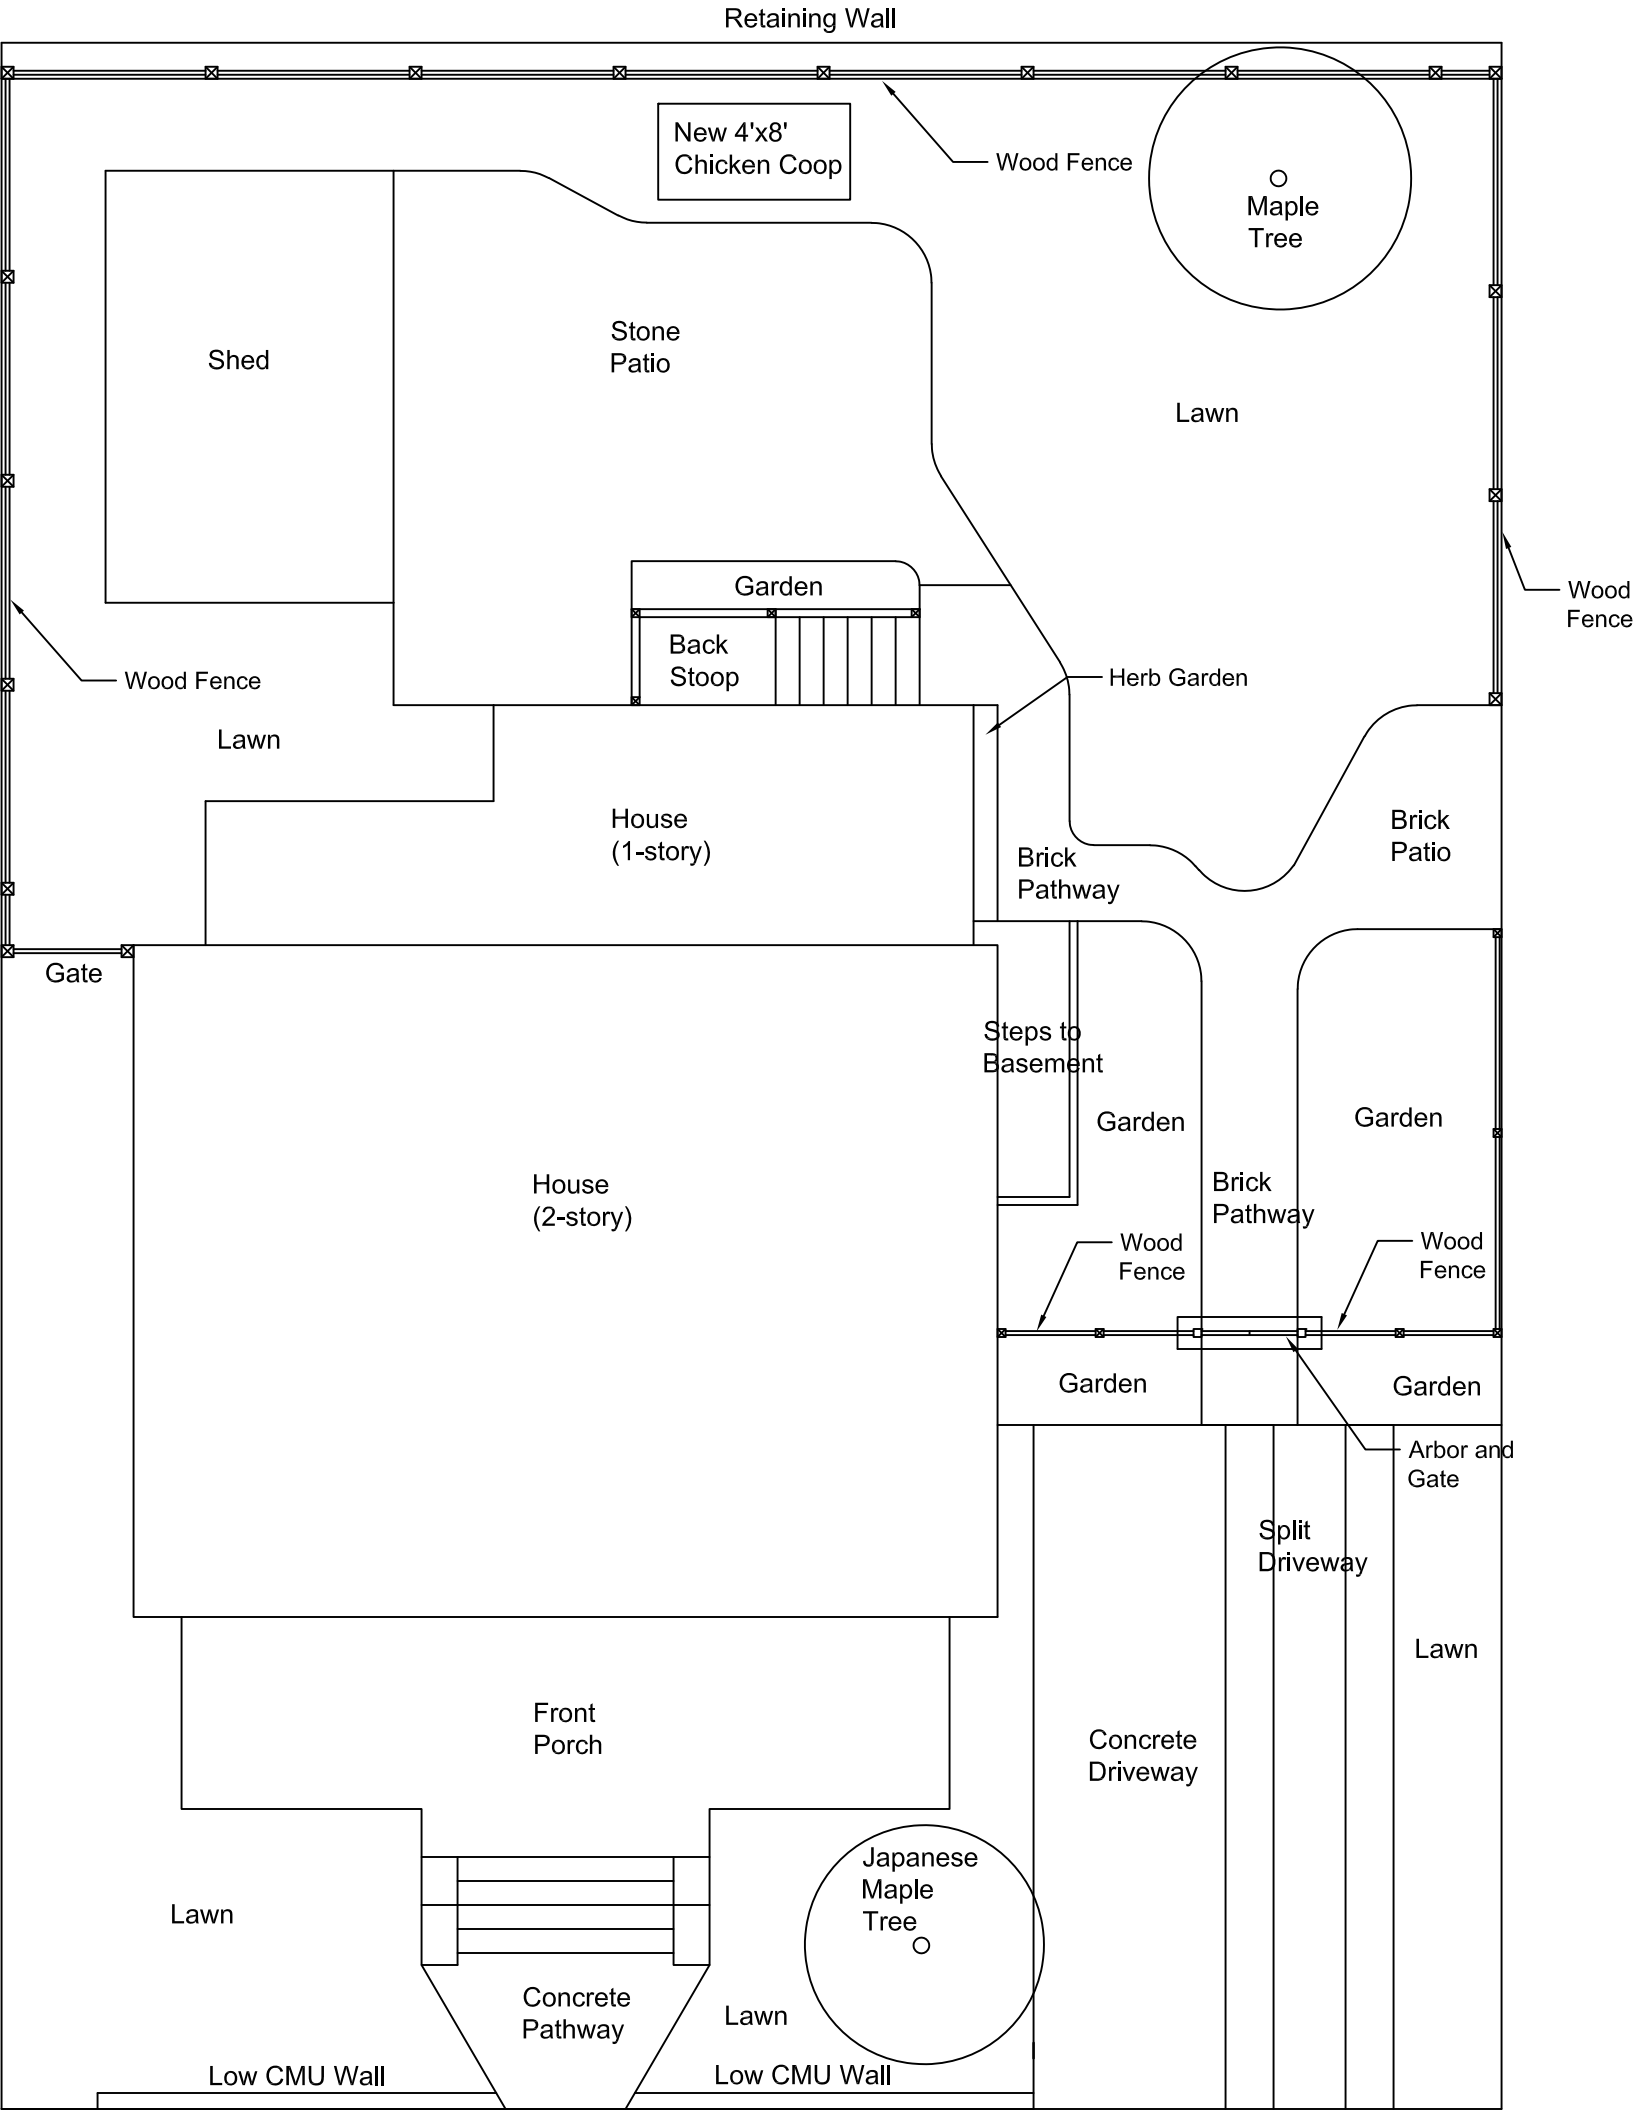 Retaining Wall
New 4'x8'
Chicken Coop
Wood Fence
Maple
Tree
Shed
Stone
Patio
Lawn
Garden
Wood
Fence
Back
Stoop
Herb Garden
Wood Fence
Lawn
House
(1-story)
Brick
Pathway
Brick
Patio
Gate
Steps to
Basement
Garden
Garden
House
(2-story)
Brick
Pathway
Wood
Fence
Wood
Fence
Garden
Garden
Arbor and
Gate
Split
Driveway
Lawn
Front
Porch
Concrete
Driveway
Japanese
Maple
Tree
Lawn
Concrete
Pathway
Lawn
Low CMU Wall
Low CMU Wall